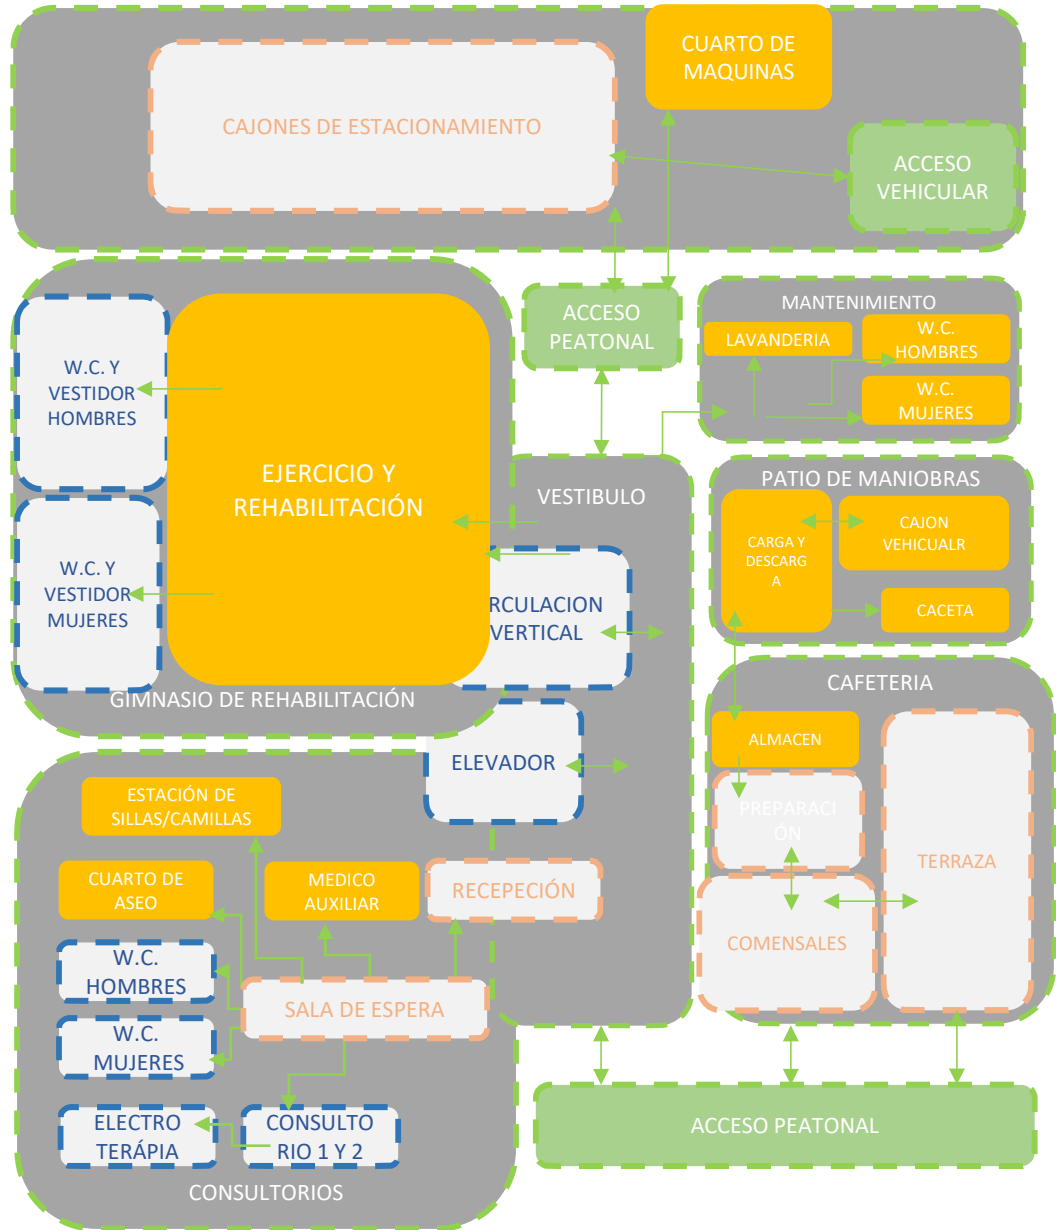 CUARTO DE
MAQUINAS
CAJONES DE ESTACIONAMIENTO
ACCESO
VEHICULAR
ACCESO
PEATONAL
MANTENIMIENTO
LAVANDERIA
W.C.
HOMBRES
W.C.
MUJERES
W.C. Y
VESTIDOR
HOMBRES
EJERCICIO Y
REHABILITACIÓN
W.C. Y
VESTIDOR
MUJERES
GIMNASIO DE REHABILITACIÓN
VESTIBULO
RCULACION
VERTICAL
ELEVADOR
PATIO DE MANIOBRAS
CARGA Y
DESCARG
A
CAJON
VEHICUALR
CACETA
CAFETERIA
ALMACEN
PREPARACI
ÓN
TERRAZA
COMENSALES
ESTACIÓN DE
SILLAS/CAMILLAS
CUARTO DE
ASEO
MEDICO
AUXILIAR
RECEPECIÓN
W.C.
HOMBRES
SALA DE ESPERA
W.C.
MUJERES
ELECTRO
TERÁPIA
CONSULTO
RIO 1 Y 2
CONSULTORIOS
ACCESO PEATONAL